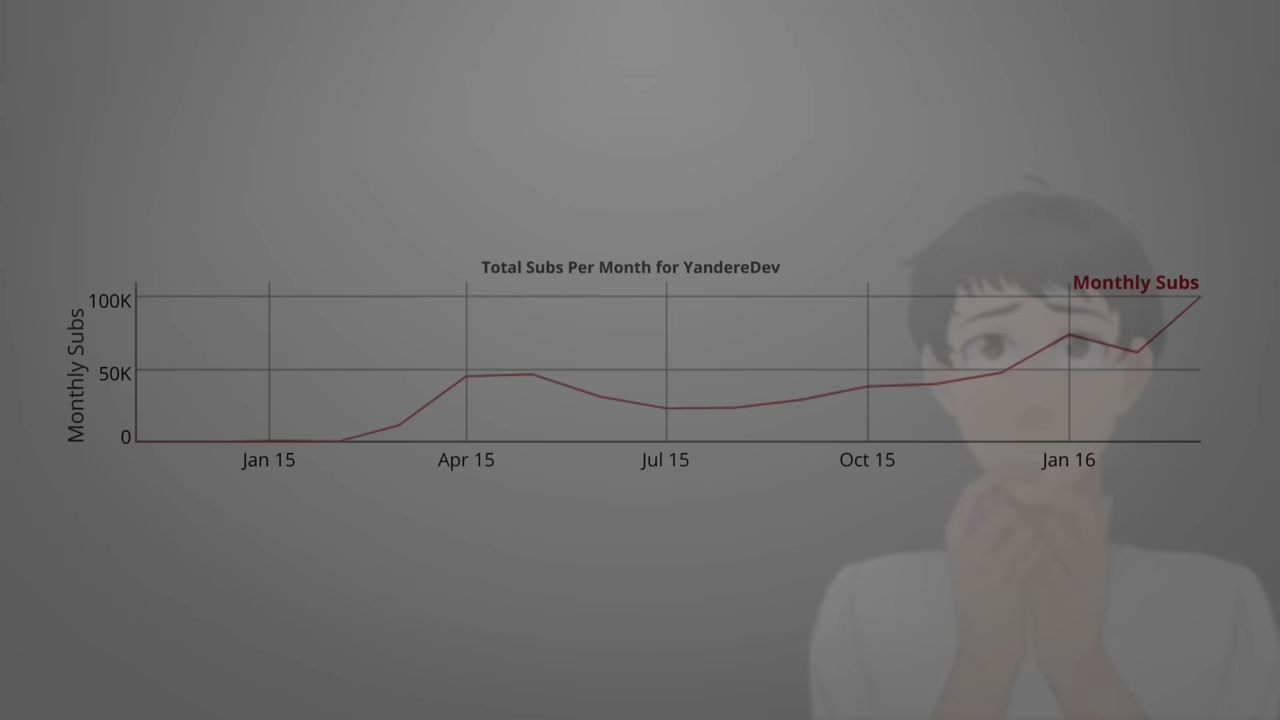 Total Subs Per Month for YandereDev
Monthly Subs
Monthly Subs
100K
50K
0
Jan 15
Apr 15
Jul 15
Oct 15
Jan 16